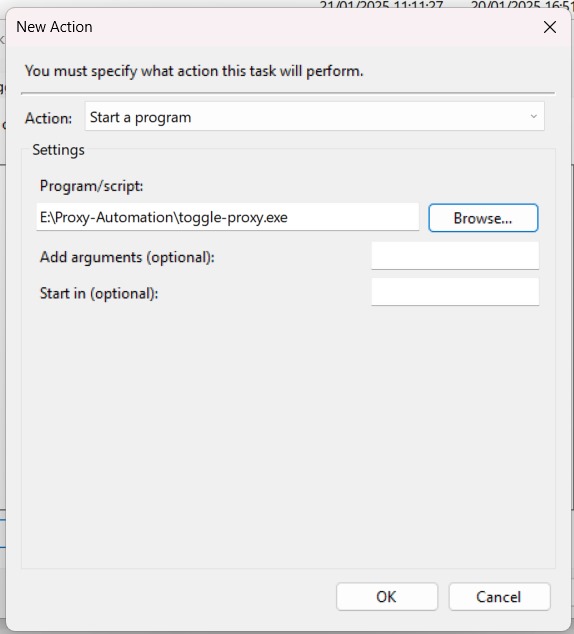 21/01/2025 11:11:27 20/01/2025 16:51
New Action
You must specify what action this task will perform.
Action: Start a program
Settings
Program/script:
E:\Proxy-Automation\toggle-proxy.exe
Browse...
Add arguments (optional):
Start in (optional):
OK
Cancel